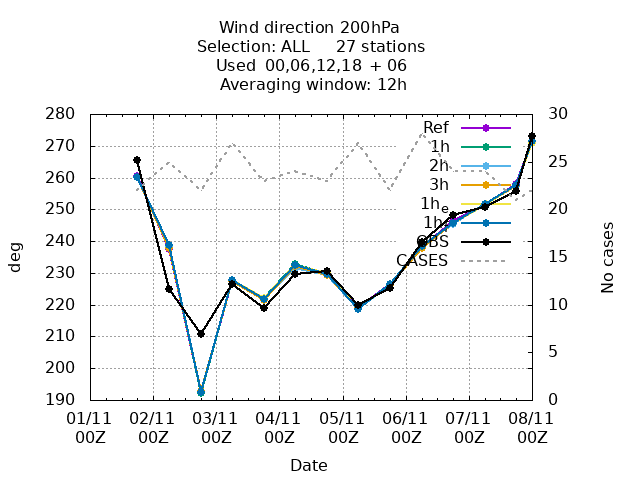 Wind direction 200hPa
Selection: ALL 27 stations
Used 00,06,12,18 + 06
Averaging window: 12h
280
270
260
250
240
230
220
210
200
190
deg
30
25
20
15
10
5
0
No cases
Ref
1h
2h
3h
1he
OBS
CASES
01/11 02/11 03/11 04/11 05/11 06/11 07/11 08/11
00Z 00Z 00Z 00Z 00Z 00Z 00Z 00Z
Date